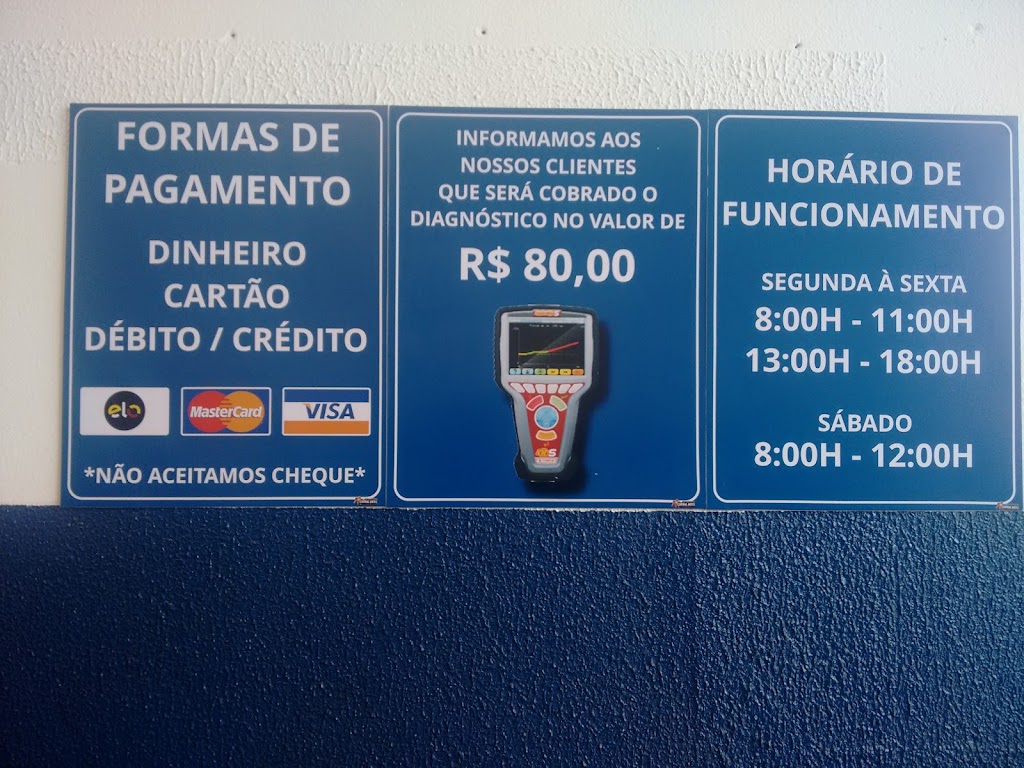 FORMAS DE
PAGAMENTO
DINHEIRO
CARTÃO
DÉBITO / CRÉDITO
elo
MasterCard
VISA
*NÃO ACEITAMOS CHEQUE*
INFORMAMOS AOS
NOSSOS CLIENTES
QUE SERÁ COBRADO O
DIAGNÓSTICO NO VALOR DE
R$ 80,00
HORÁRIO DE
FUNCIONAMENTO
SEGUNDA À SEXTA
8:00H - 11:00H
13:00H - 18:00H
SÁBADO
8:00H - 12:00H